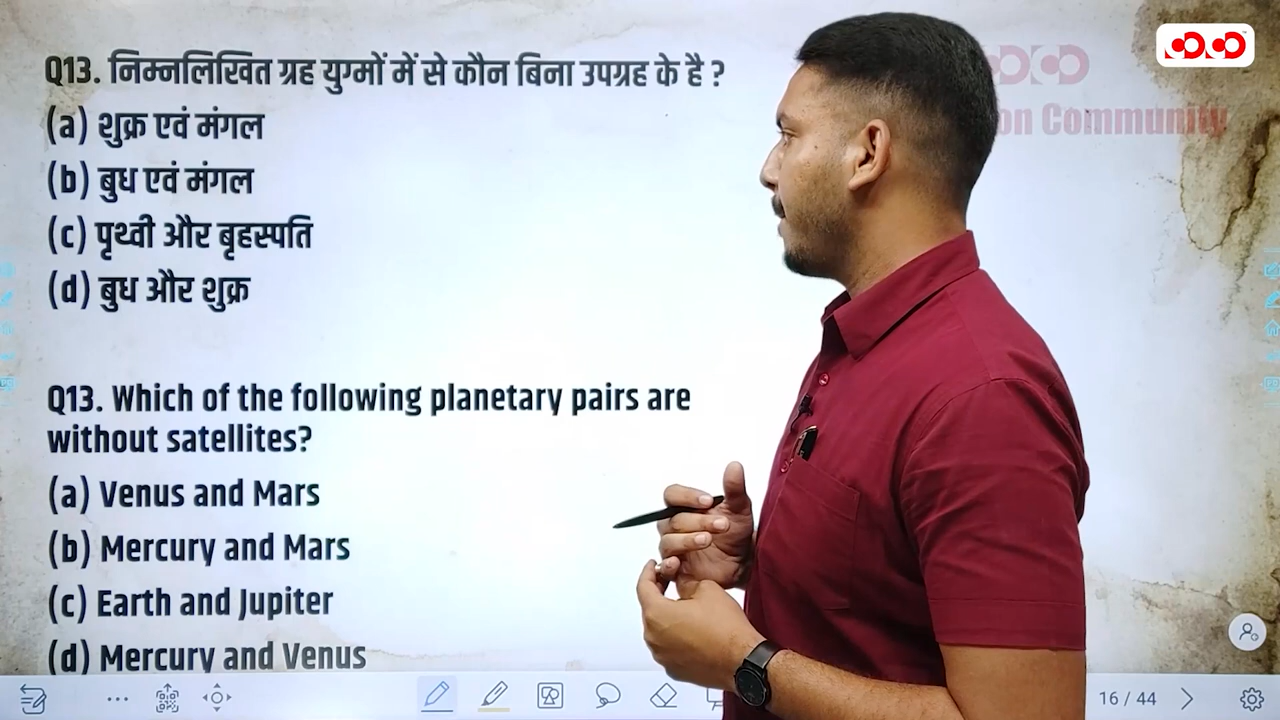 Q13. निम्नलिखित ग्रह युग्मों में से कौन बिना उपग्रह के है ?
(a) शुक्र एवं मंगल
(b) बुध एवं मंगल
(c) पृथ्वी और बृहस्पति
(d) बुध और शुक्र
on Community
Q13. Which of the following planetary pairs are
without satellites?
(a) Venus and Mars
(b) Mercury and Mars
(c) Earth and Jupiter
(d) Mercury and Venus
16 / 44